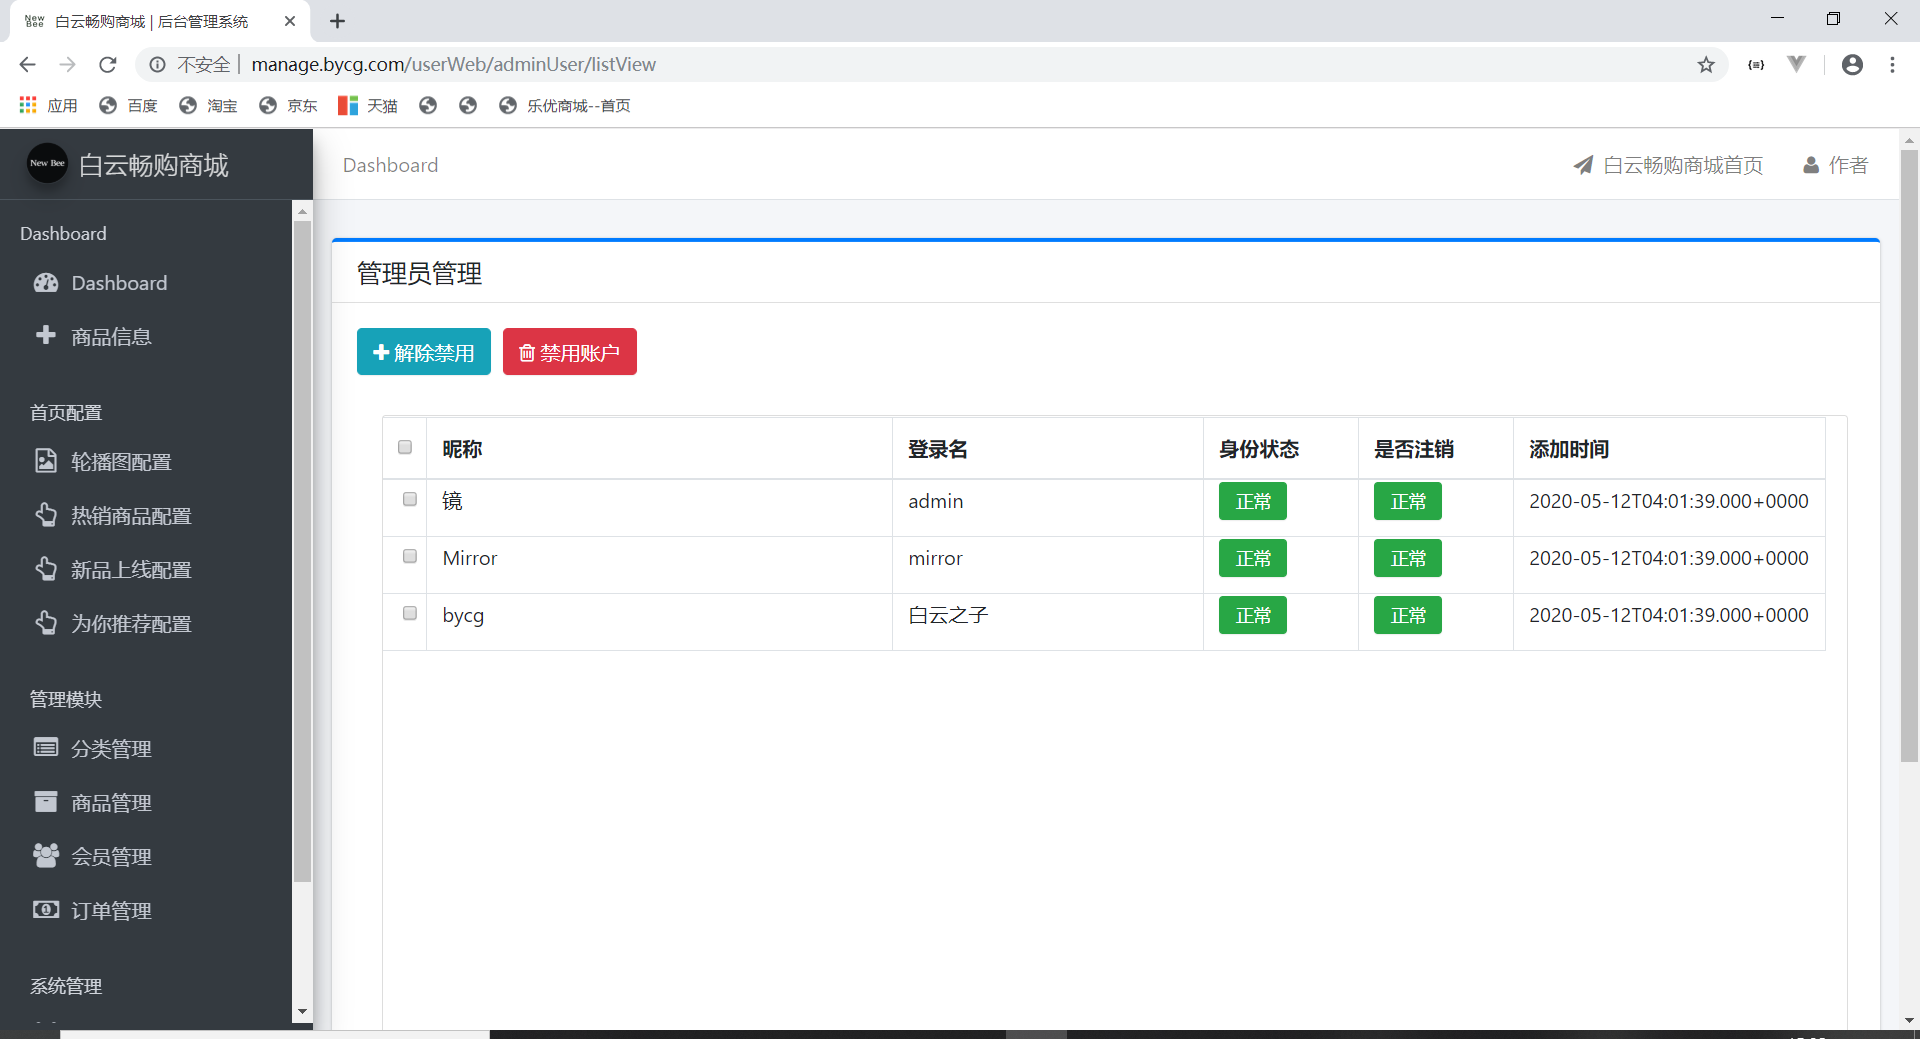 New Bee
白云畅购商城 | 后台管理系统
不安全 | manage.bycg.com/userWeb/adminUser/listView
应用
百度
淘宝
京东
天猫
乐优商城--首页
New Bee
白云畅购商城
Dashboard
白云畅购商城首页
作者
Dashboard
Dashboard
商品信息
首页配置
轮播图配置
热销商品配置
新品上线配置
为你推荐配置
管理模块
分类管理
商品管理
会员管理
订单管理
系统管理
管理员管理
解除禁用
禁用账户
昵称 登录名 身份状态 是否注销 添加时间
镜 admin 正常 正常 2020-05-12T04:01:39.000+0000
Mirror mirror 正常 正常 2020-05-12T04:01:39.000+0000
bycg 白云之子 正常 正常 2020-05-12T04:01:39.000+0000